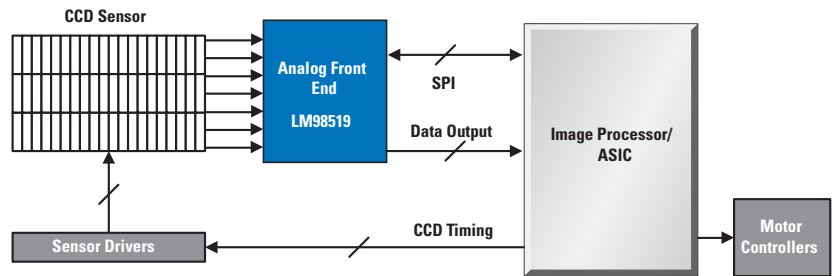 CCD Sensor
Analog Front
End
LM98519
SPI
Data Output
Image Processor/
ASIC
Sensor Drivers
CCD Timing
Motor
Controllers